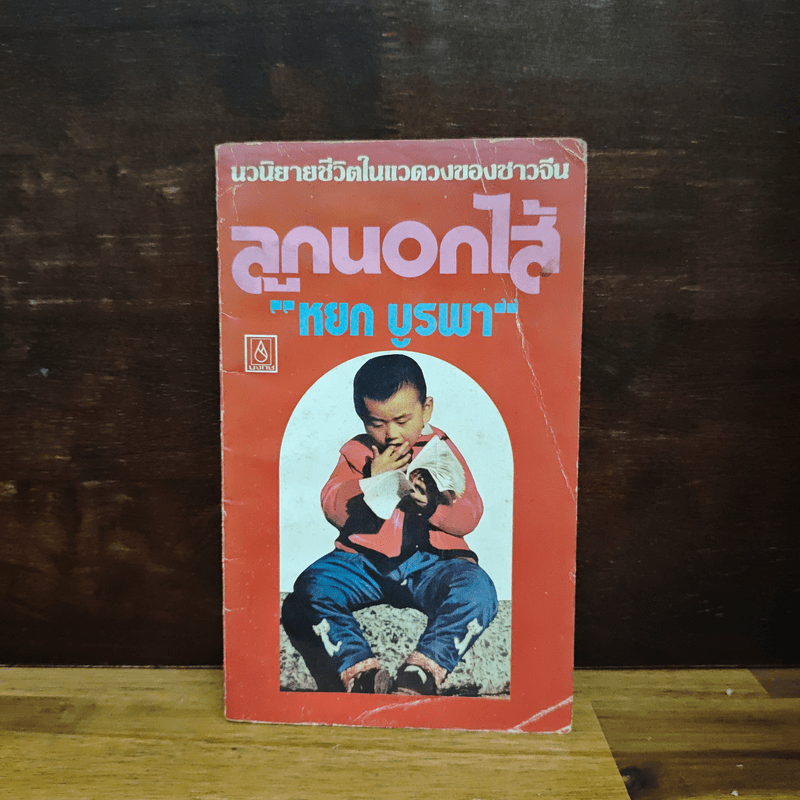 นวนิยายชีวิตในแวดวงของชาวจีน
ลูกนอกไส้
"หยก บูรพา"